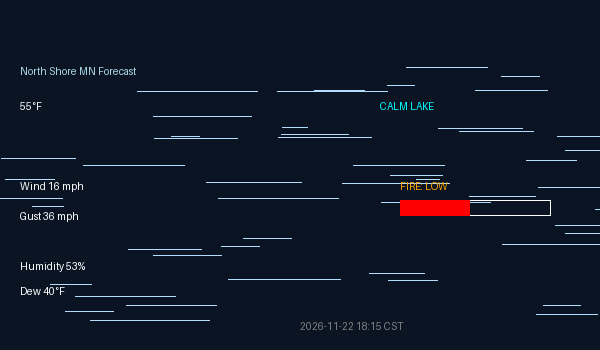 North Shore MN Forecast
55°F
CALM LAKE
Wind 16 mph
FIRE LOW
Gust 36 mph
Humidity 53%
Dew 40°F
2026-11-22 18:15 CST